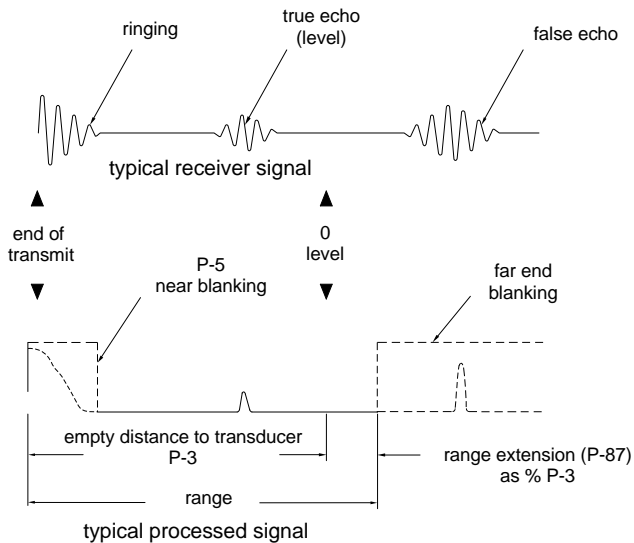 ringing
true echo
(level)
false echo
typical receiver signal
end of
transmit
0
level
P-5
near blanking
far end
blanking
empty distance to transducer
P-3
range extension (P-87)
as % P-3
range
typical processed signal